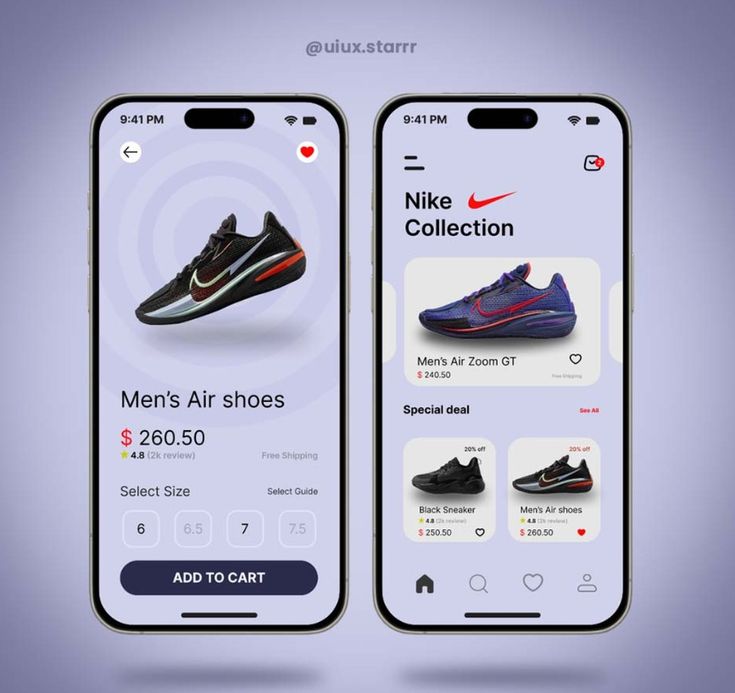 @uiux.starrr
9:41 PM
Men's Air shoes
$ 260.50
4.8 (2k review)
Free Shipping
Select Size
Select Guide
6
6.5
7
7.5
ADD TO CART
9:41 PM
2
Nike
Collection
Men's Air Zoom GT
$ 240.50
Free Shipping
Special deal
See All
20% off
Black Sneaker
4.8 (2k review)
$ 250.50
20% off
Men's Air shoes
4.8 (2k review)
$ 260.50